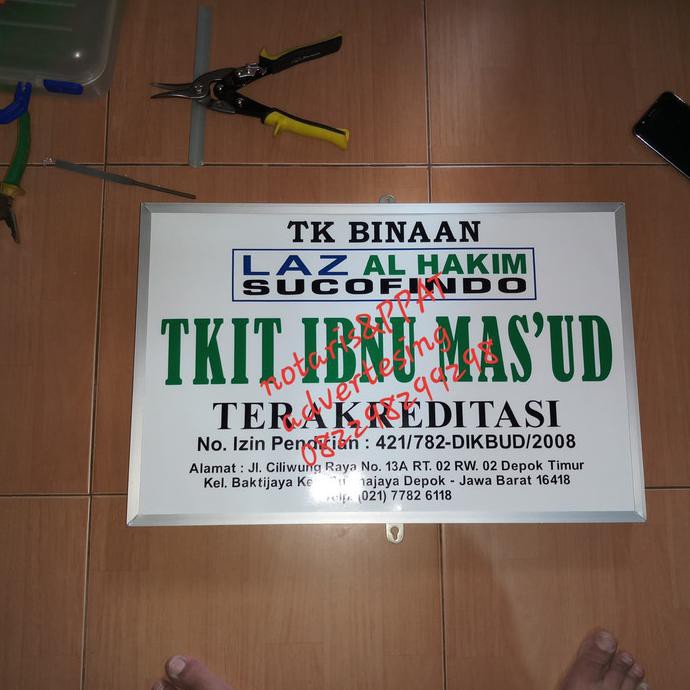 TK BINAAN
LAZ AL HAKIM
SUCOFINDO
TKIT IBNU MAS'UD
TERAKREDITASI
No. Izin Pendirian : 421/782-DIKBUD/2008
Alamat : Jl. Ciliwung Raya No. 13A RT. 02 RW. 02 Depok Timur
Kel. Baktijaya Depok - Jawa Barat 16418
(021) 7782 6118
notaris&PPAT
advertesing
082298299298